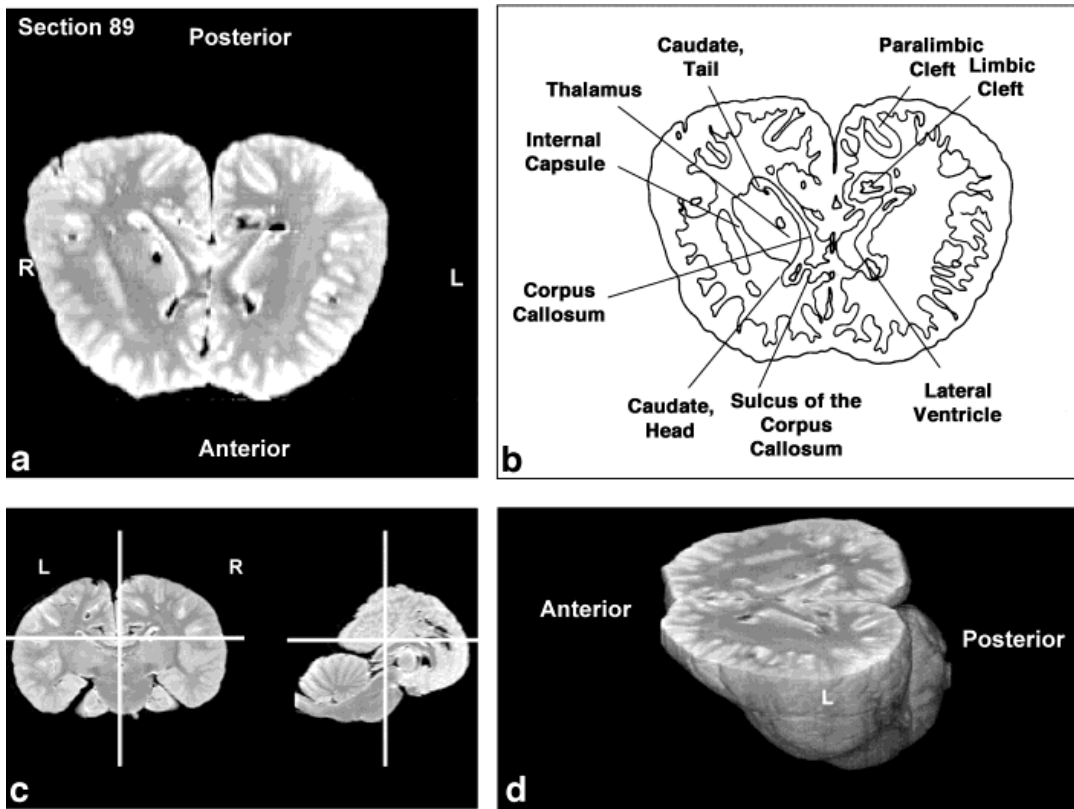 Section 89
Posterior
R
L
Anterior
a
b
Caudate,
Tail
Paralimbic
Cleft
Limbic
Cleft
Thalamus
Internal
Capsule
Corpus
Callosum
Caudate,
Head
Sulcus of the
Corpus
Callosum
Lateral
Ventricle
L
R
c
Anterior
Posterior
L
d